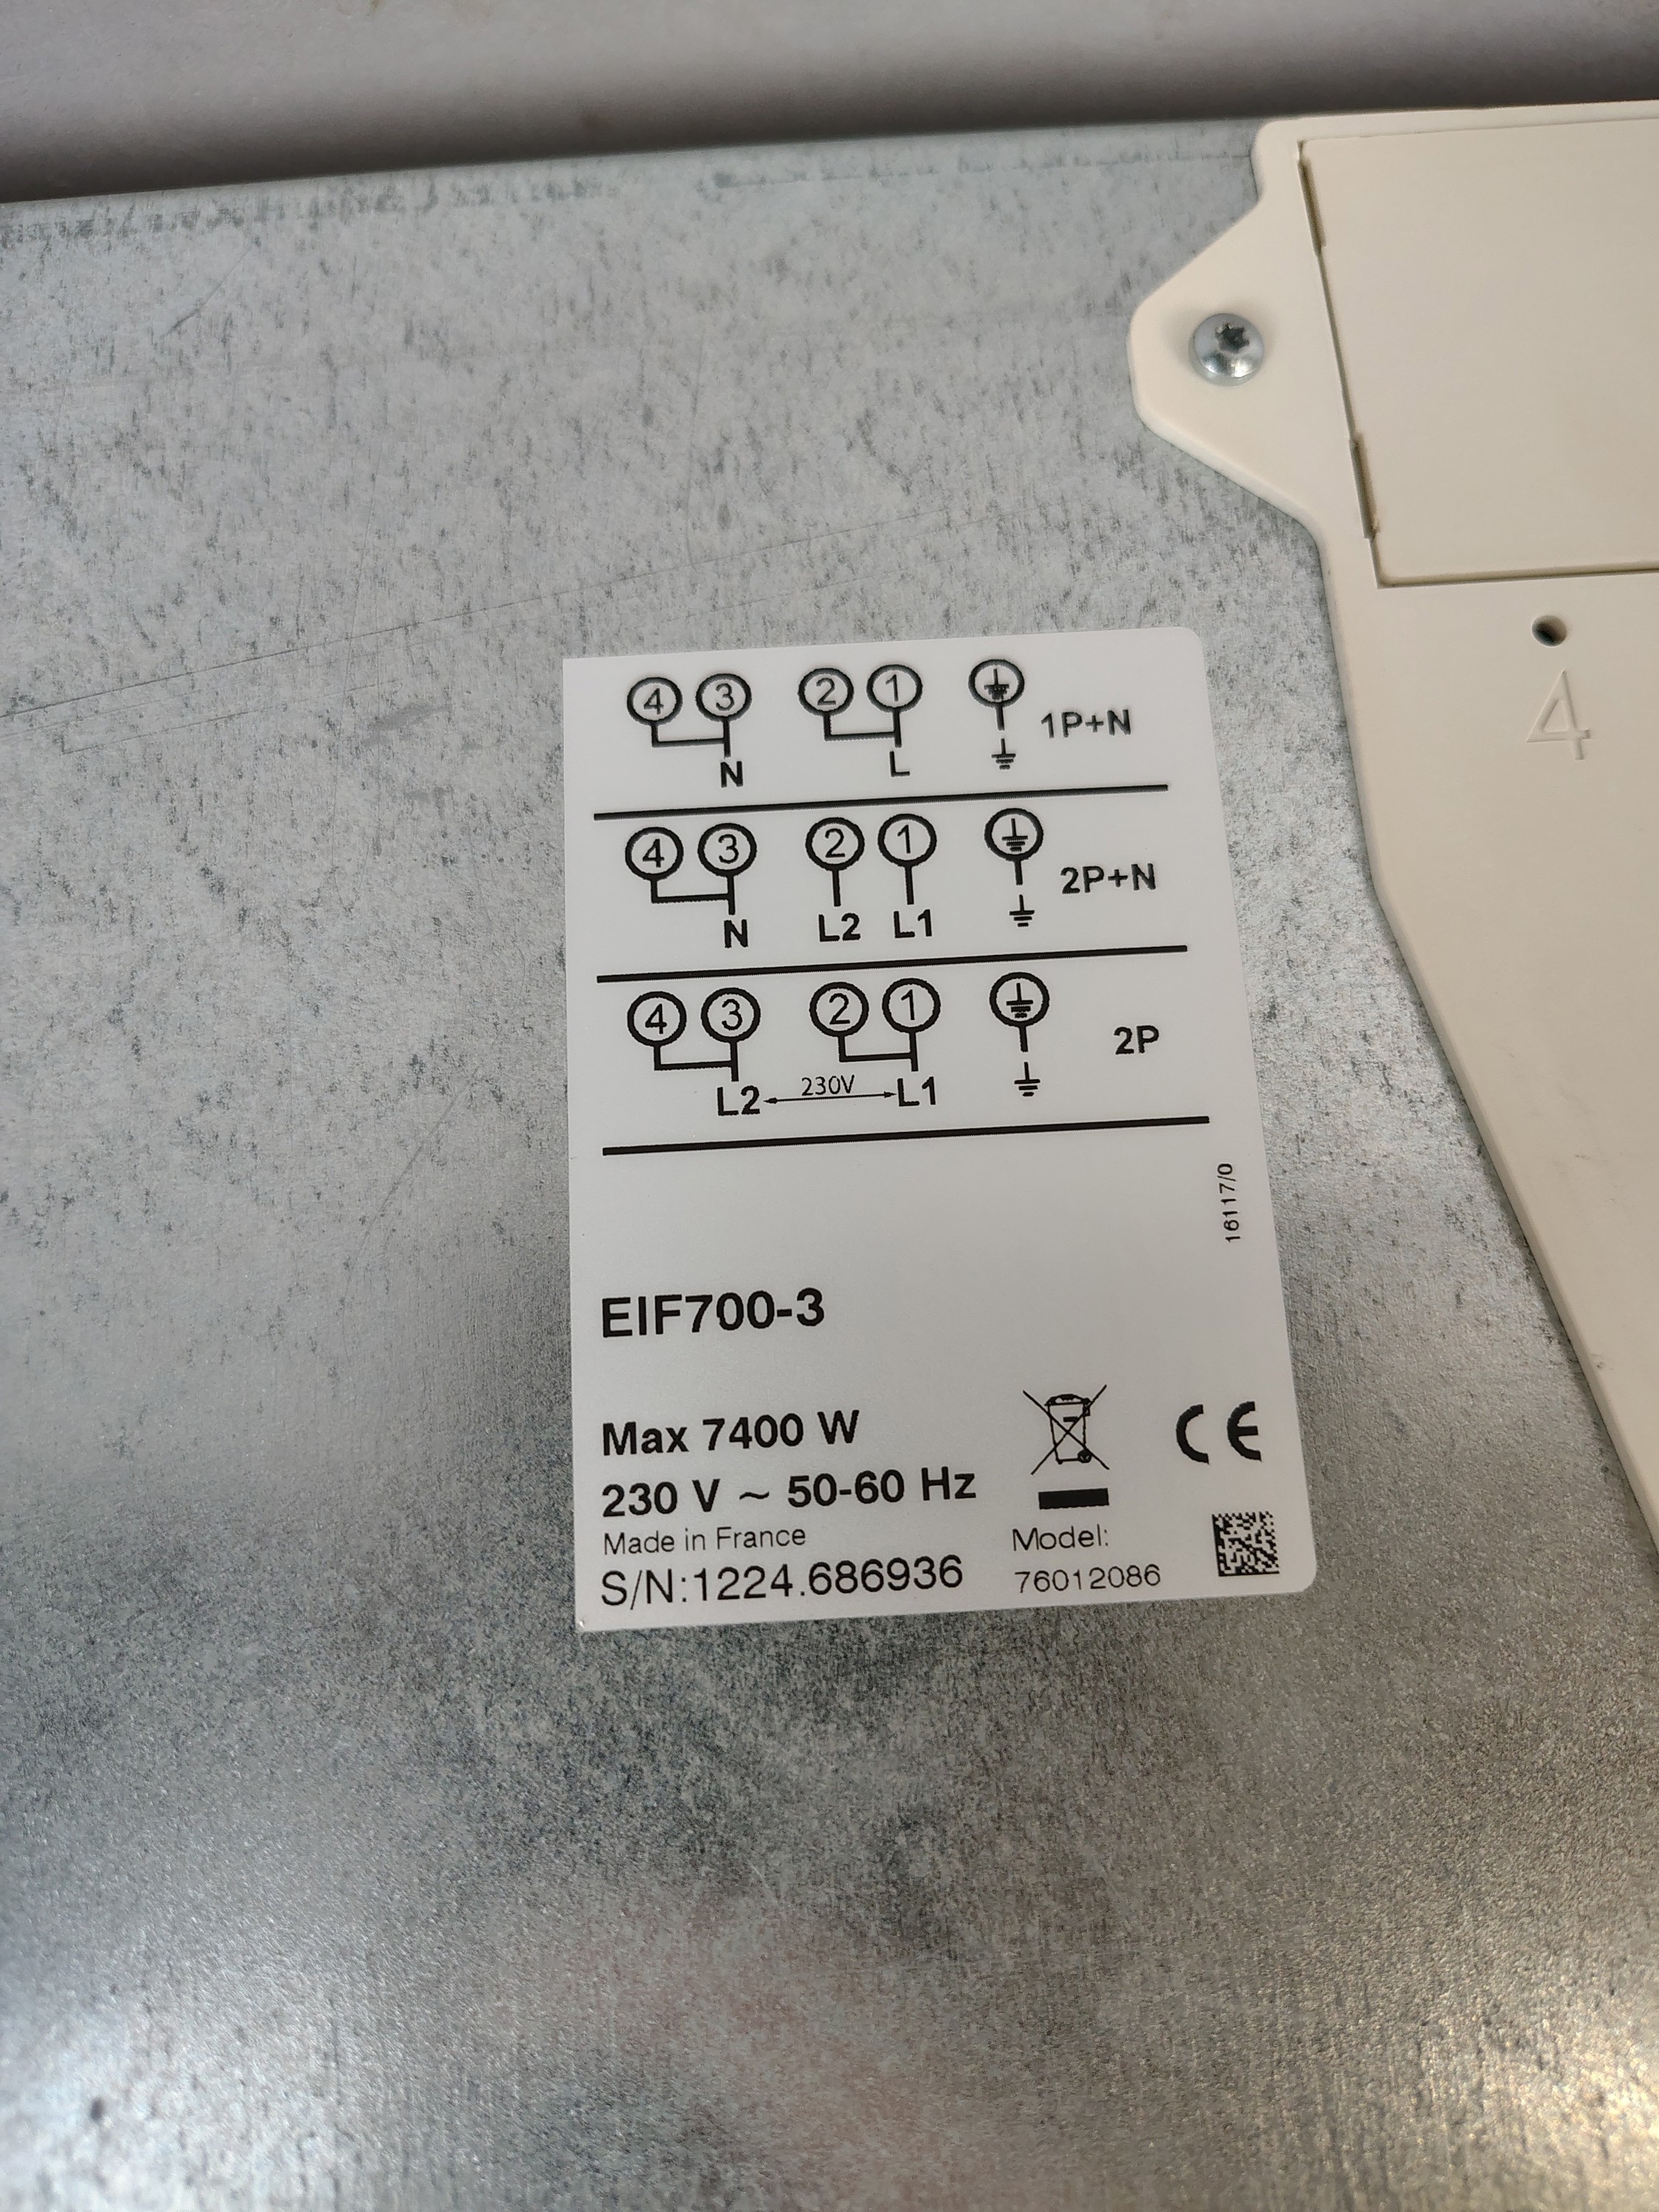 4 3 2 1 1P+N
N L
4 3 2 1 2P+N
N L2 L1
4 3 2 1 2P
L2 230V L1
16117/0
EIF700-3
Max 7400 W
230 V ~ 50-60 Hz
CE
Made in France
S/N:1224.686936
Model:
76012086
4